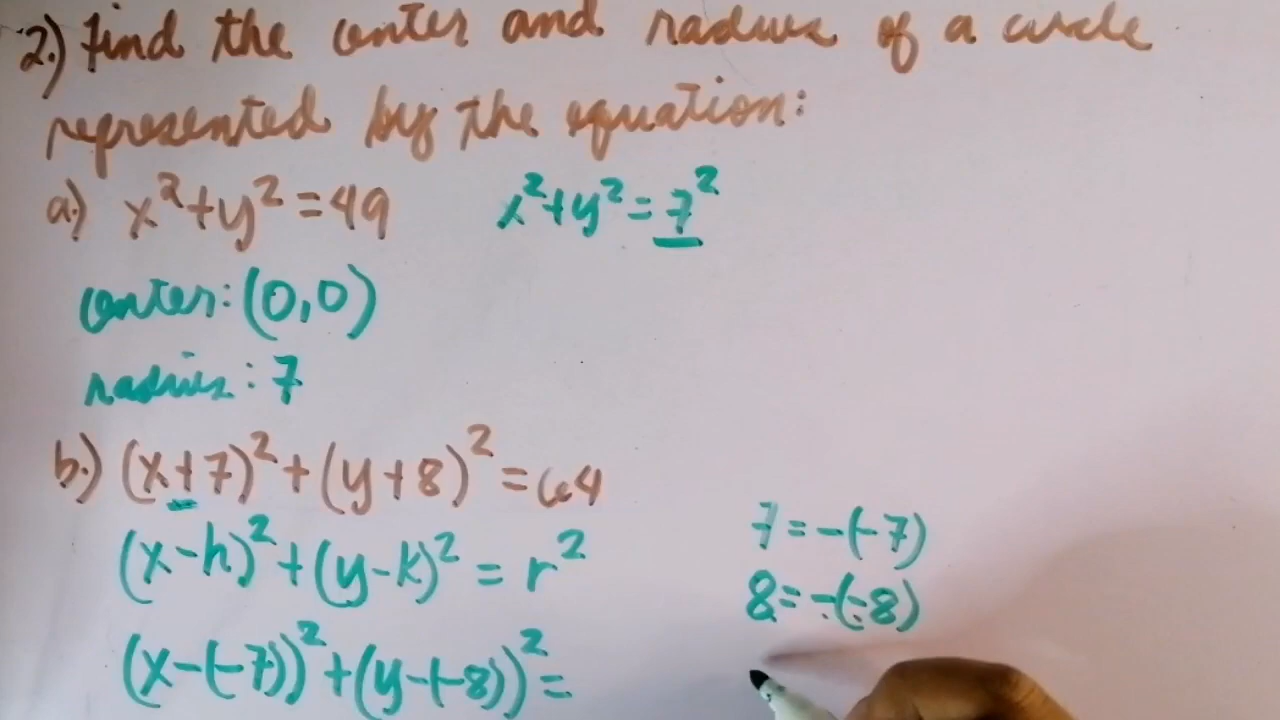 2.) Find the center and radius of a circle
represented by the equation:
a.) x²+y²=49
x²+y²=7²
center: (0,0)
radius: 7
b.) (x+7)²+(y+8)²=64
(x-h)²+(y-k)²=r²
(x-(-7))²+(y-(-8))²=
7=-(-7)
8=-(-8)